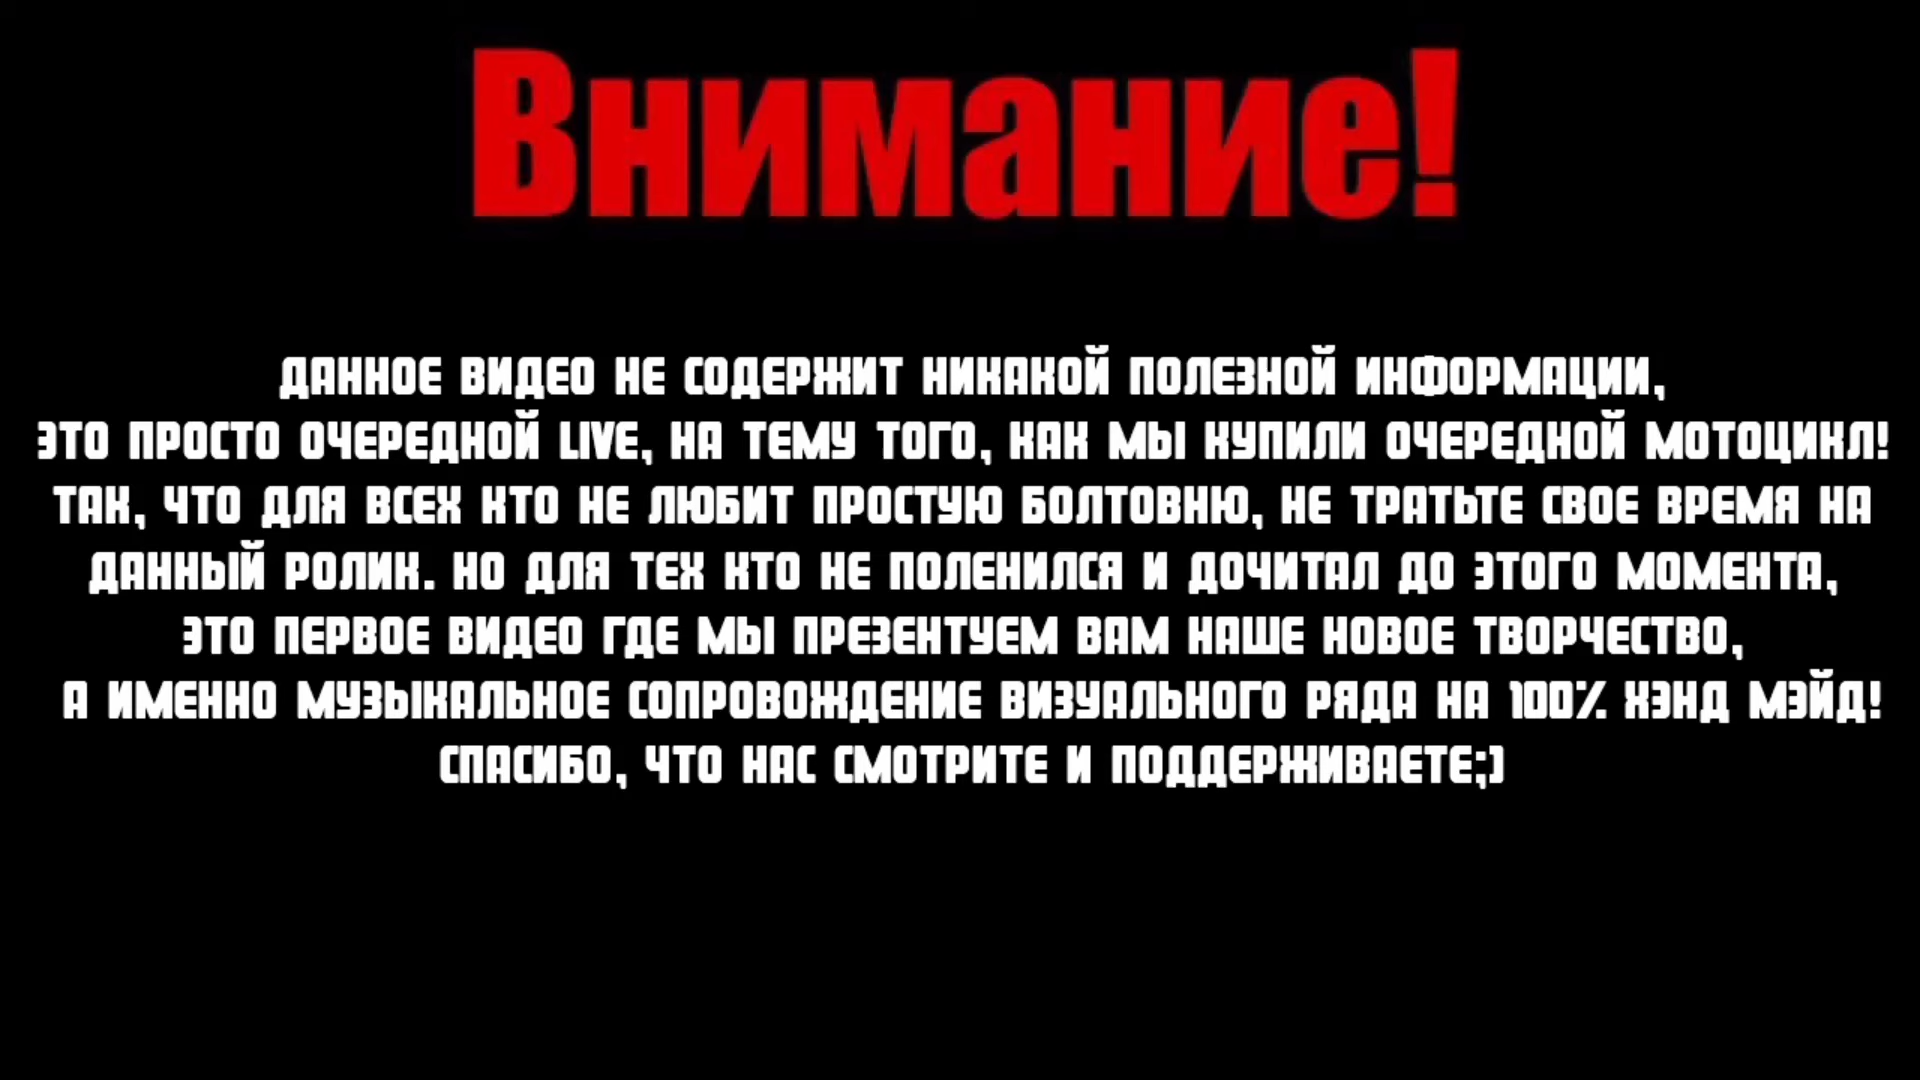 Внимание!
ДАННОЕ ВИДЕО НЕ СОДЕРЖИТ НИКАКОЙ ПОЛЕЗНОЙ ИНФОРМАЦИИ,
ЭТО ПРОСТО ОЧЕРЕДНОЙ LIVE, НА ТЕМУ ТОГО, КАК МЫ КУПИЛИ ОЧЕРЕДНОЙ МОТОЦИКЛ!
ТАК, ЧТО ДЛЯ ВСЕХ КТО НЕ ЛЮБИТ ПРОСТУЮ БОЛТОВНЮ, НЕ ТРАТЬТЕ СВОЕ ВРЕМЯ НА
ДАННЫЙ РОЛИК. НО ДЛЯ ТЕХ КТО НЕ ПОЛЕНИЛСЯ И ДОЧИТАЛ ДО ЭТОГО МОМЕНТА,
ЭТО ПЕРВОЕ ВИДЕО ГДЕ МЫ ПРЕЗЕНТУЕМ ВАМ НАШЕ НОВОЕ ТВОРЧЕСТВО,
А ИМЕННО МУЗЫКАЛЬНОЕ СОПРОВОЖДЕНИЕ ВИЗУАЛЬНОГО РЯДА НА 100% ХЭНД МЭЙД!
СПАСИБО, ЧТО НАС СМОТРИТЕ И ПОДДЕРЖИВАЕТЕ;)